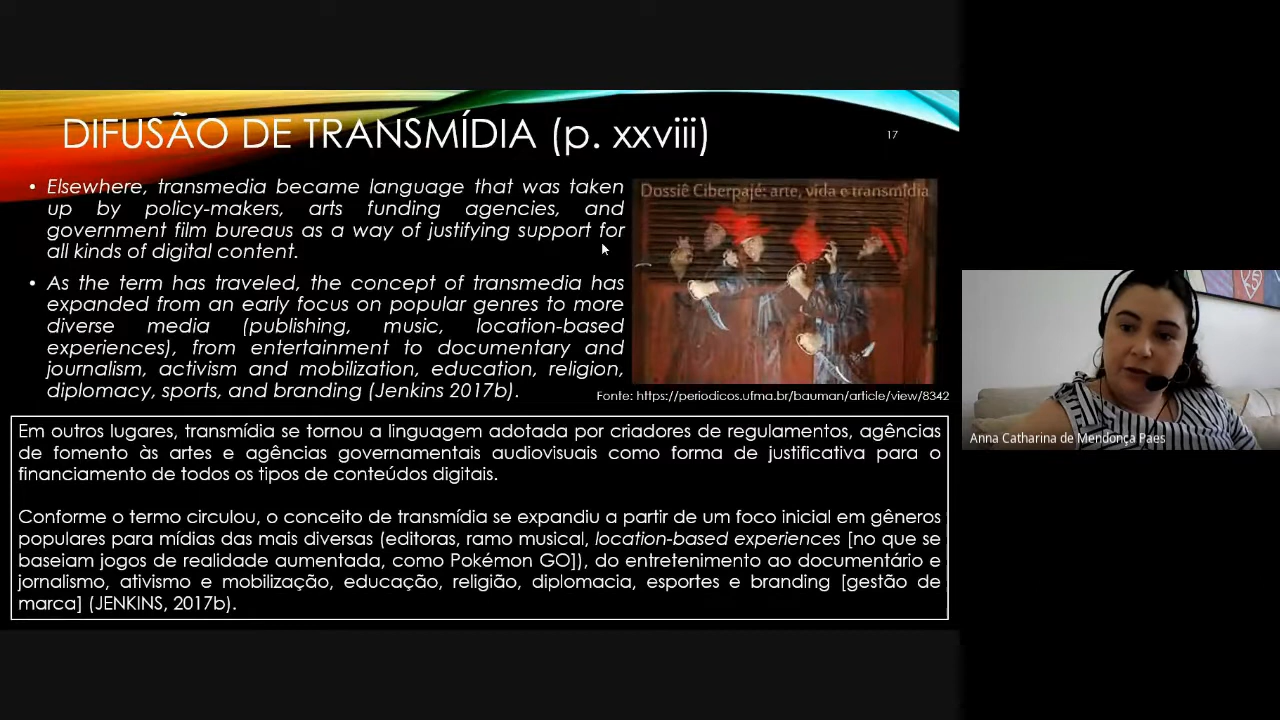 DIFUSÃO DE TRANSMÍDIA (p. xxviii)
17
• Elsewhere, transmedia became language that was taken
up by policy-makers, arts funding agencies, and
government film bureaus as a way of justifying support for
all kinds of digital content.
• As the term has traveled, the concept of transmedia has
expanded from an early focus on popular genres to more
diverse media (publishing, music, location-based
experiences), from entertainment to documentary and
journalism, activism and mobilization, education, religion,
diplomacy, sports, and branding (Jenkins 2017b).
Dossiê Ciberpajé: arte, vida e transmídia
Fonte: https://periodicos.ufma.br/bauman/article/view/8342
Em outros lugares, transmídia se tornou a linguagem adotada por criadores de regulamentos, agências
de fomento às artes e agências governamentais audiovisuais como forma de justificativa para o
financiamento de todos os tipos de conteúdos digitais.
Conforme o termo circulou, o conceito de transmídia se expandiu a partir de um foco inicial em gêneros
populares para mídias das mais diversas (editoras, ramo musical, location-based experiences [no que se
baseiam jogos de realidade aumentada, como Pokémon GO]), do entretenimento ao documentário e
jornalismo, ativismo e mobilização, educação, religião, diplomacia, esportes e branding [gestão de
marca] (JENKINS, 2017b).
Anna Catharina de Mendonça Paes